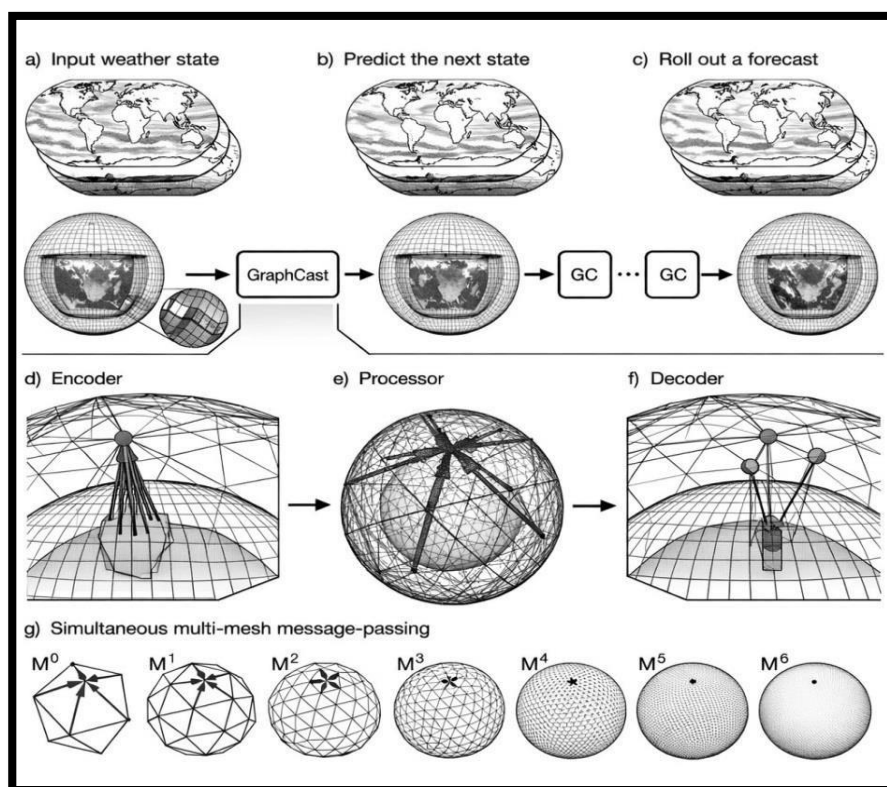 a) Input weather state
b) Predict the next state
c) Roll out a forecast
GraphCast
GC
...
GC
d) Encoder
e) Processor
f) Decoder
g) Simultaneous multi-mesh message-passing
M⁰
M¹
M²
M³
M⁴
M⁵
M⁶